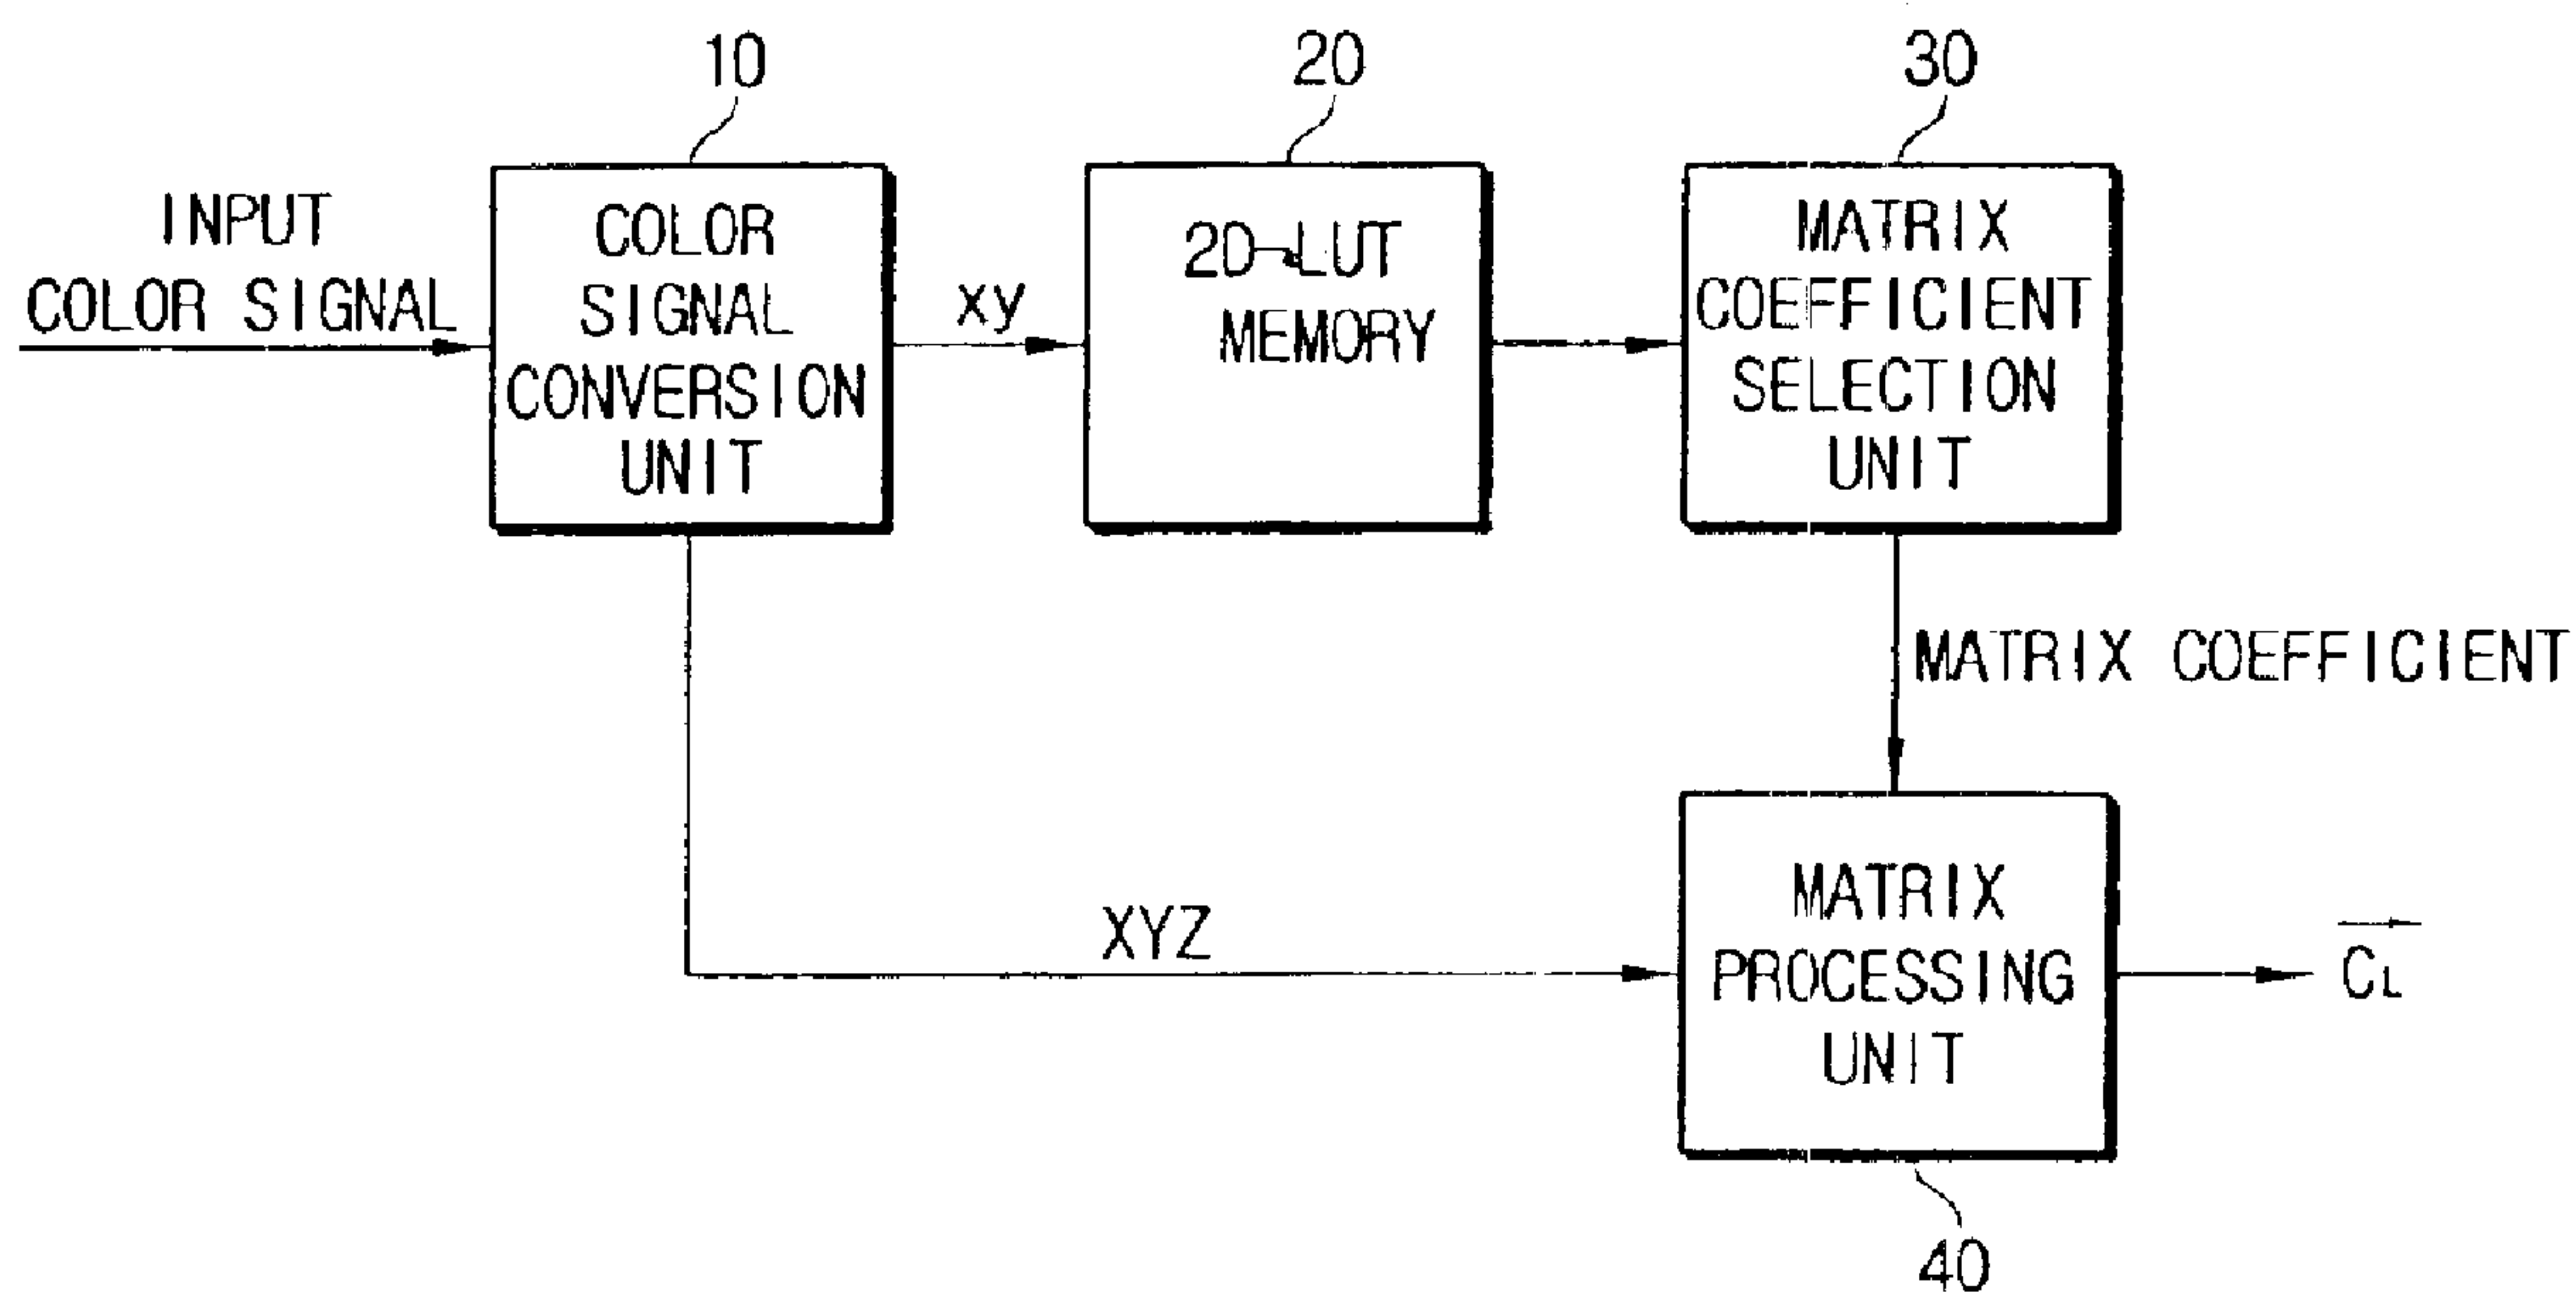 10
20
30
INPUT
COLOR SIGNAL
COLOR
SIGNAL
CONVERSION
UNIT
xy
2D-LUT
MEMORY
MATRIX
COEFFICIENT
SELECTION
UNIT
MATRIX COEFFICIENT
XYZ
MATRIX
PROCESSING
UNIT
CL
40